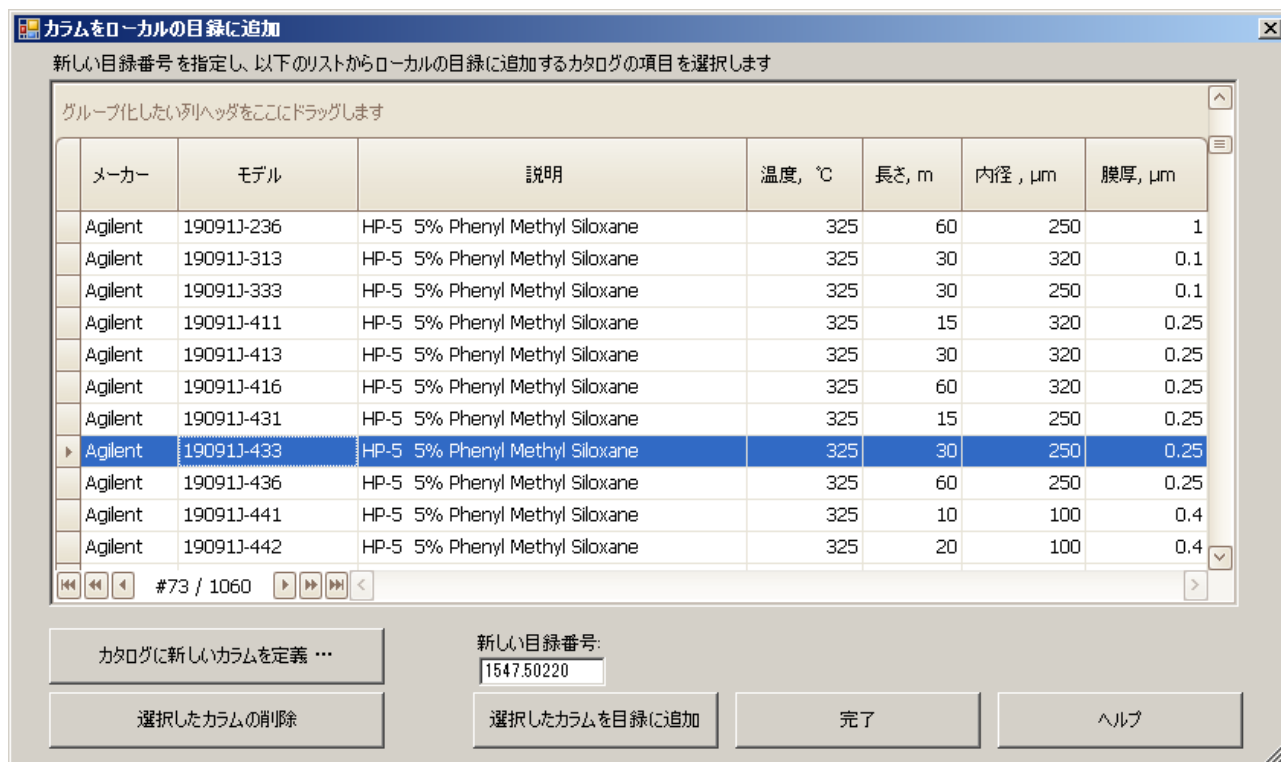 カラムをローカルの目録に追加
新しい目録番号を指定し、以下のリストからローカルの目録に追加するカタログの項目を選択します
グループ化したい列ヘッダをここにドラッグします
メーカー モデル 説明 温度, ℃ 長さ, m 内径 , μm 膜厚, μm
Agilent 19091J-236 HP-5 5% Phenyl Methyl Siloxane 325 60 250 1
Agilent 19091J-313 HP-5 5% Phenyl Methyl Siloxane 325 30 320 0.1
Agilent 19091J-333 HP-5 5% Phenyl Methyl Siloxane 325 30 250 0.1
Agilent 19091J-411 HP-5 5% Phenyl Methyl Siloxane 325 15 320 0.25
Agilent 19091J-413 HP-5 5% Phenyl Methyl Siloxane 325 30 320 0.25
Agilent 19091J-416 HP-5 5% Phenyl Methyl Siloxane 325 60 320 0.25
Agilent 19091J-431 HP-5 5% Phenyl Methyl Siloxane 325 15 250 0.25
Agilent 19091J-433 HP-5 5% Phenyl Methyl Siloxane 325 30 250 0.25
Agilent 19091J-436 HP-5 5% Phenyl Methyl Siloxane 325 60 250 0.25
Agilent 19091J-441 HP-5 5% Phenyl Methyl Siloxane 325 10 100 0.4
Agilent 19091J-442 HP-5 5% Phenyl Methyl Siloxane 325 20 100 0.4
#73 / 1060
カタログに新しいカラムを定義 …
新しい目録番号:
1547.50220
選択したカラムの削除 選択したカラムを目録に追加 完了 ヘルプ